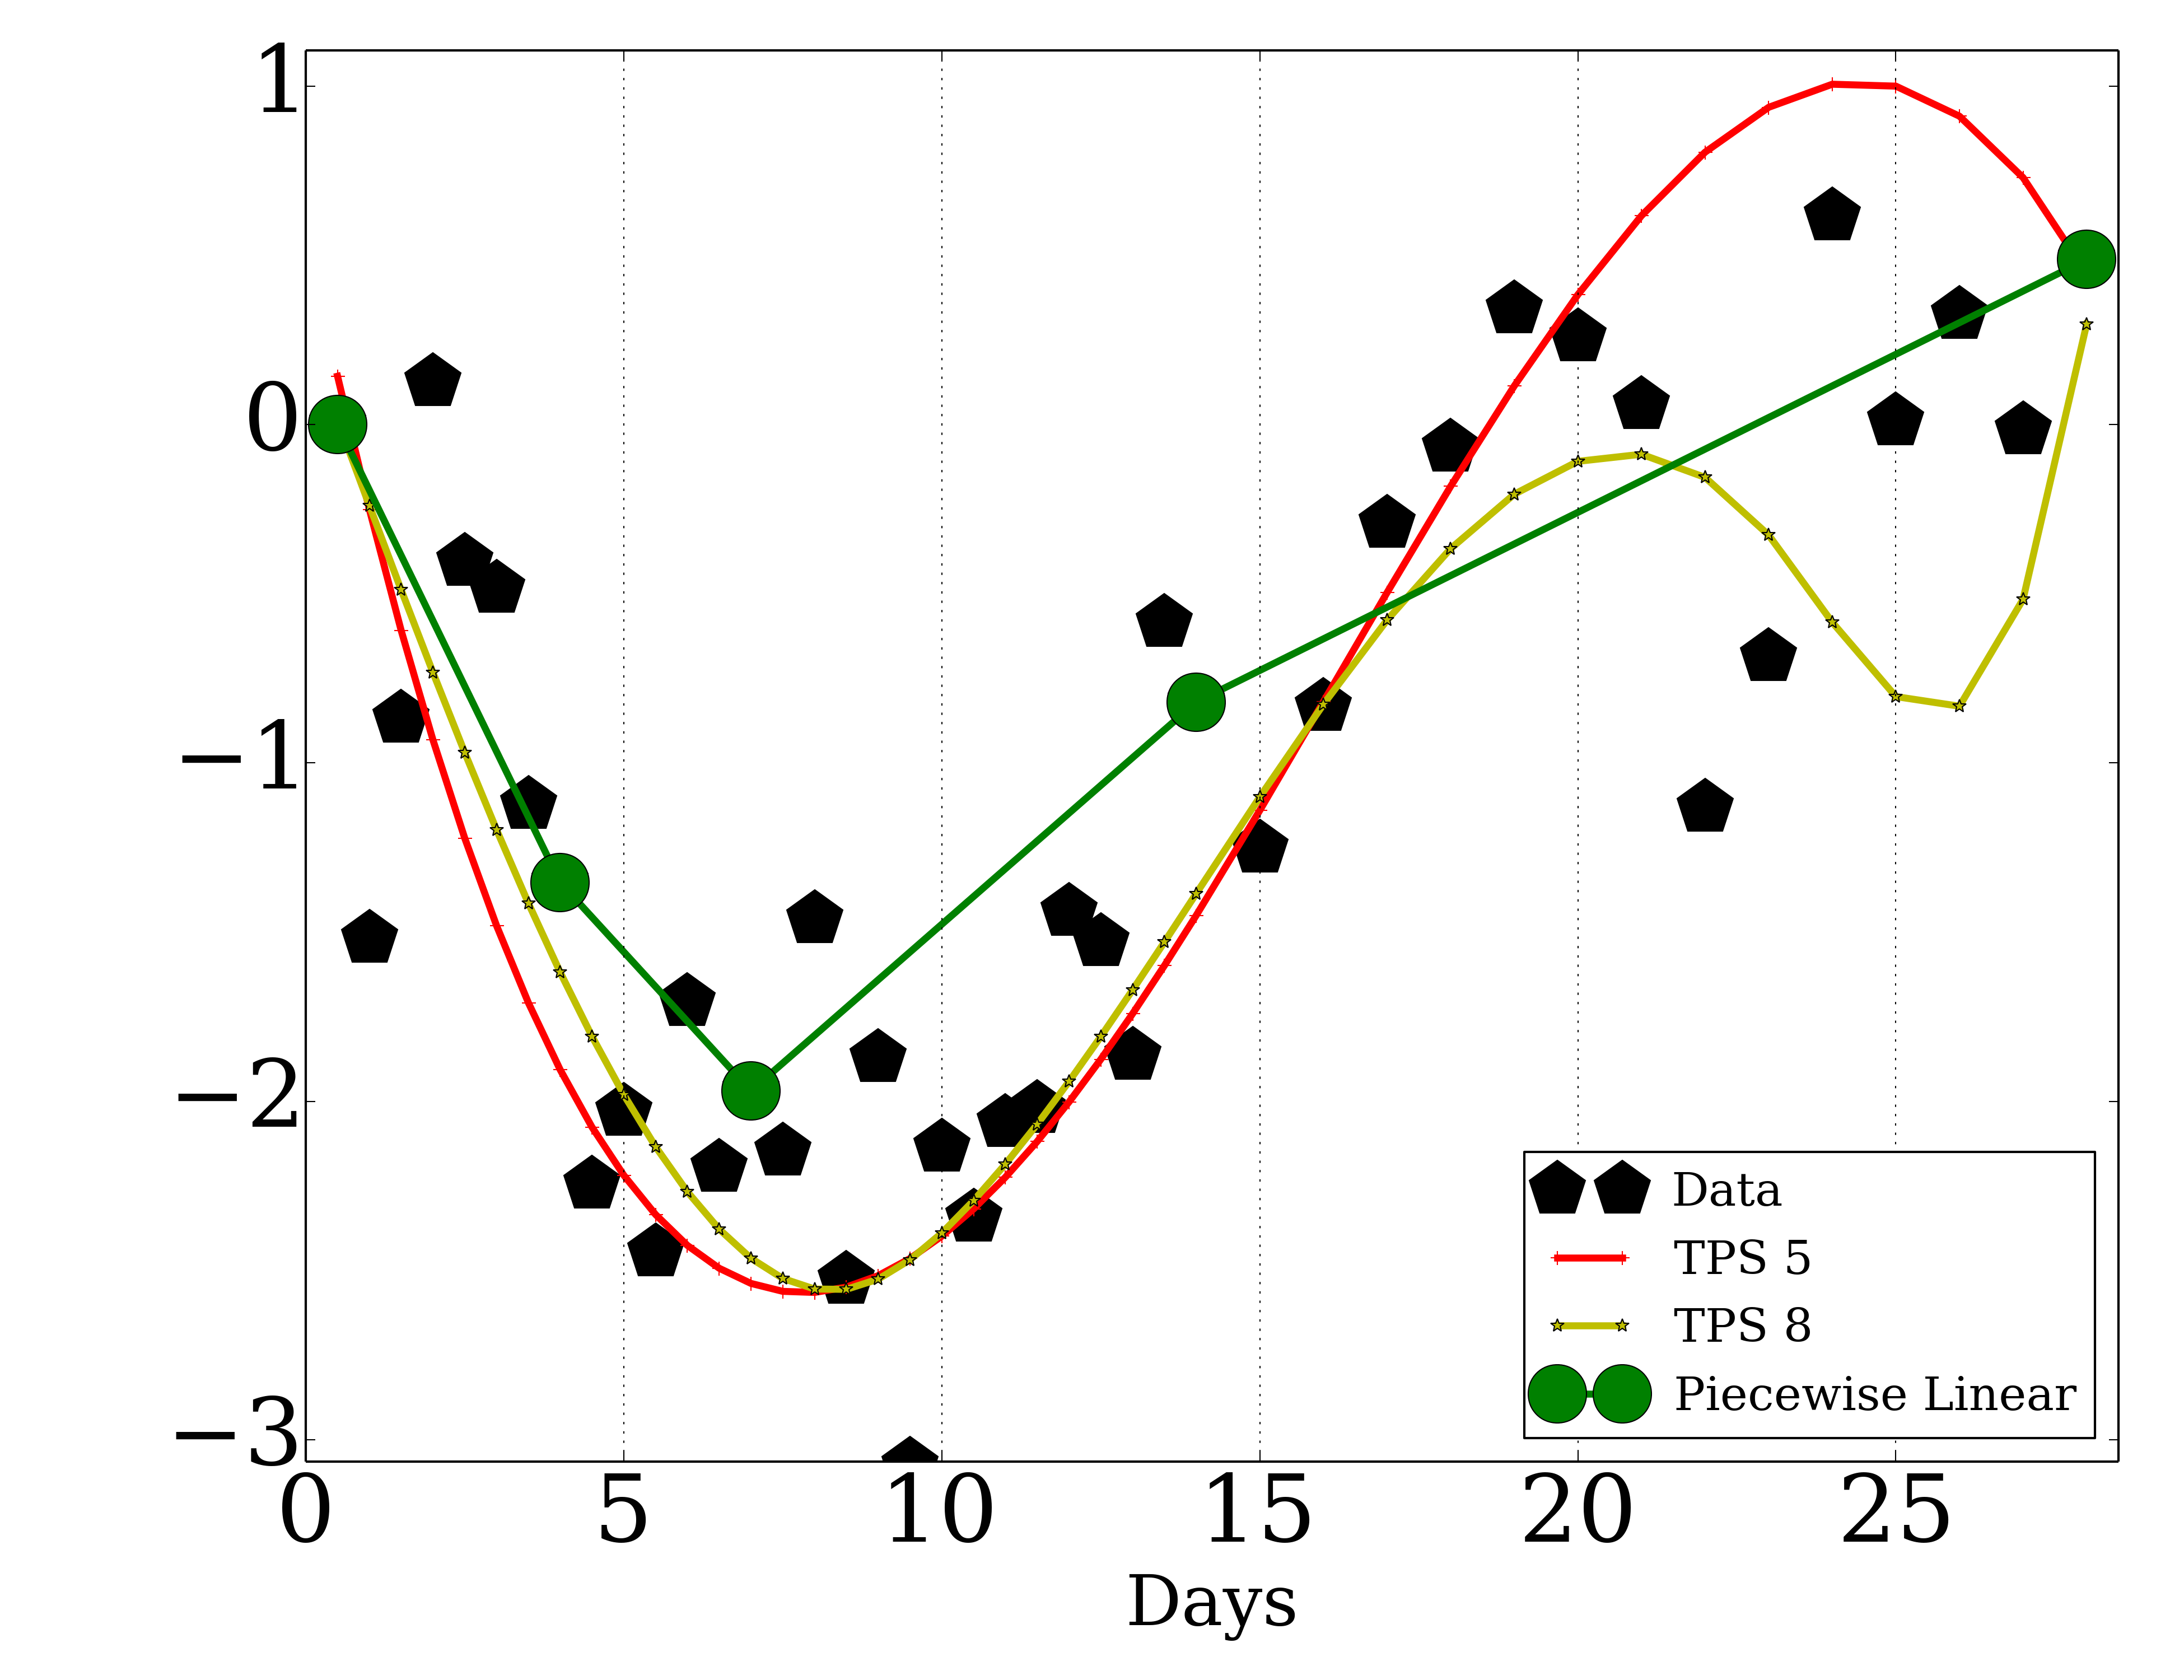 1
0
−1
−2
−3
0 5 10 15 20 25
Days
Data
TPS 5
TPS 8
Piecewise Linear